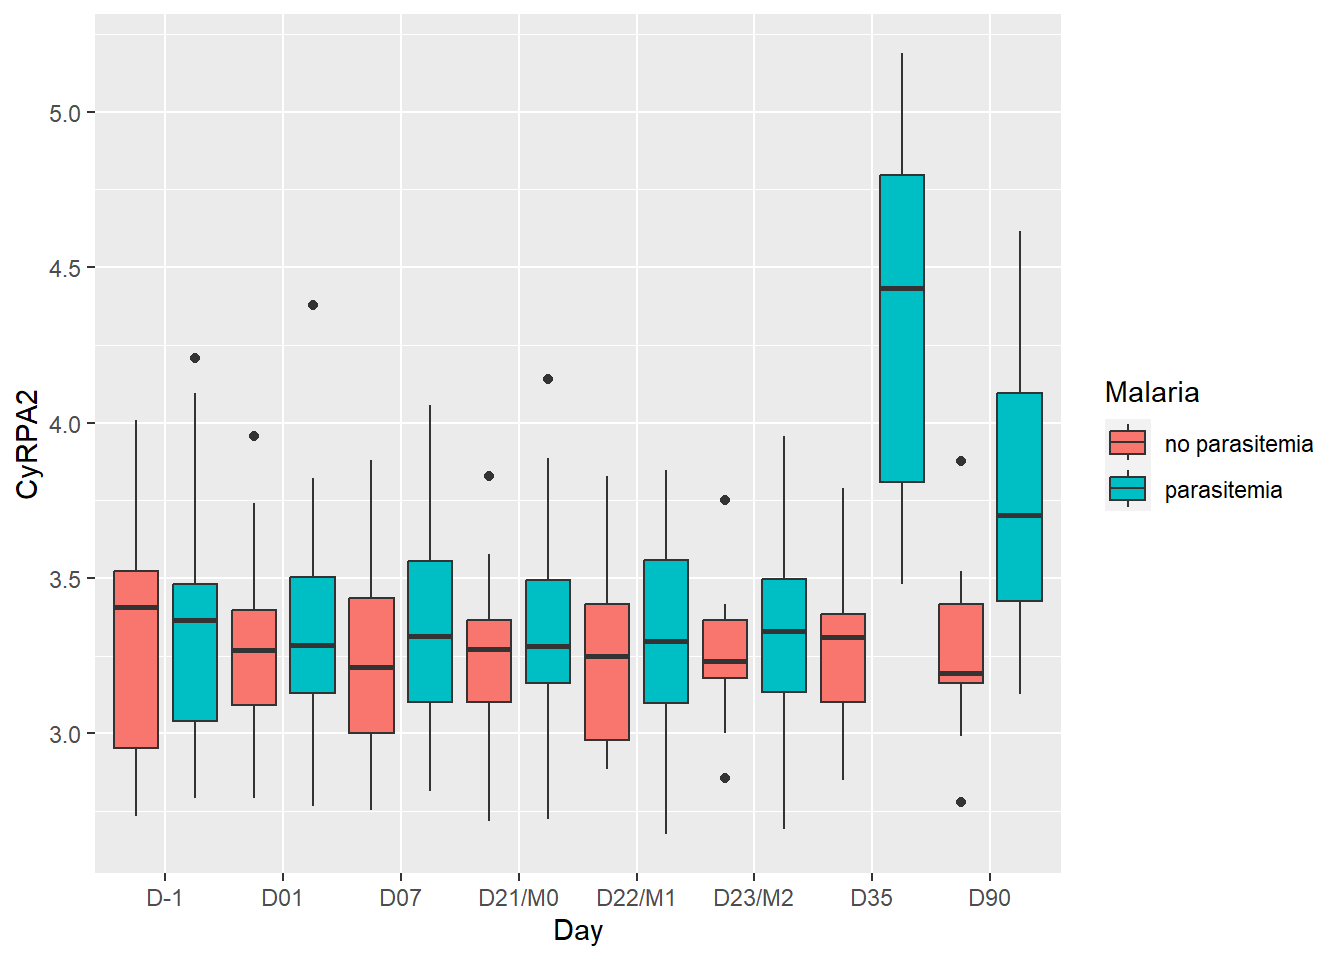 CyRPA2
5.0
4.5
4.0
3.5
3.0
D-1
D01
D07
D21/M0
D22/M1
D23/M2
D35
D90
Day
Malaria
no parasitemia
parasitemia